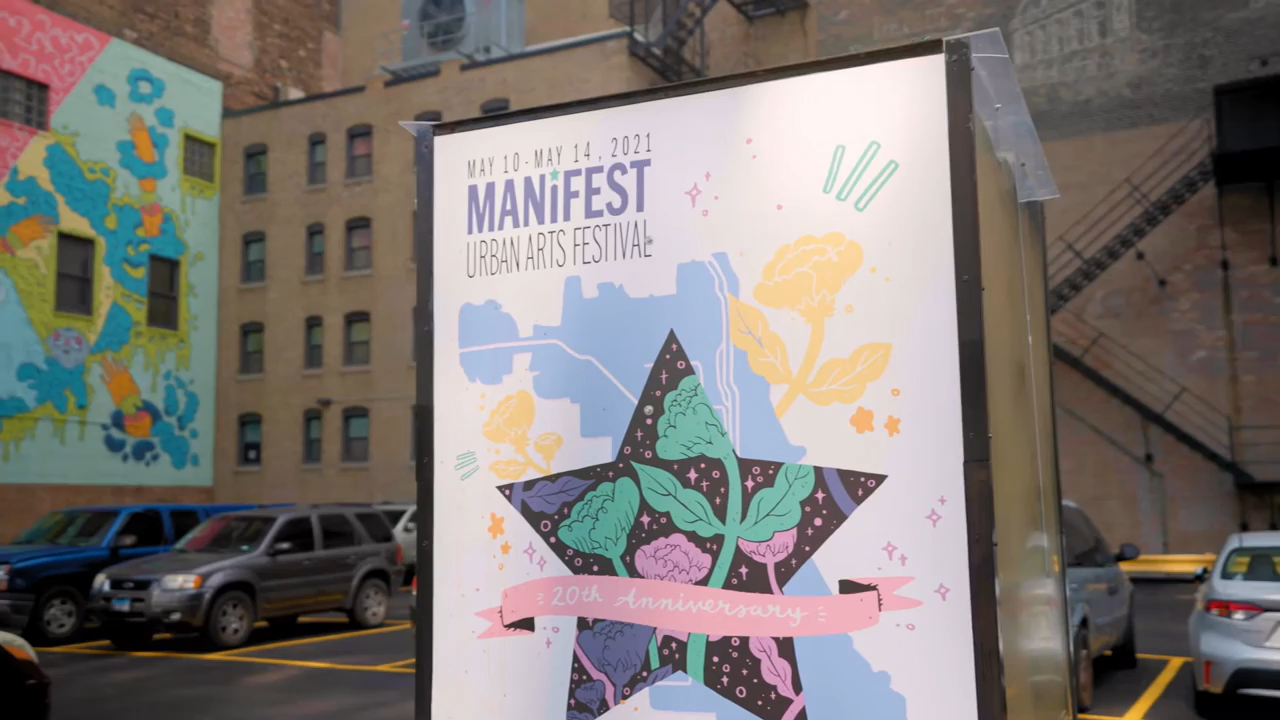 MAY 10-MAY 14, 2021
MANiFEST
URBAN ARTS FESTIVAL
20th Anniversary